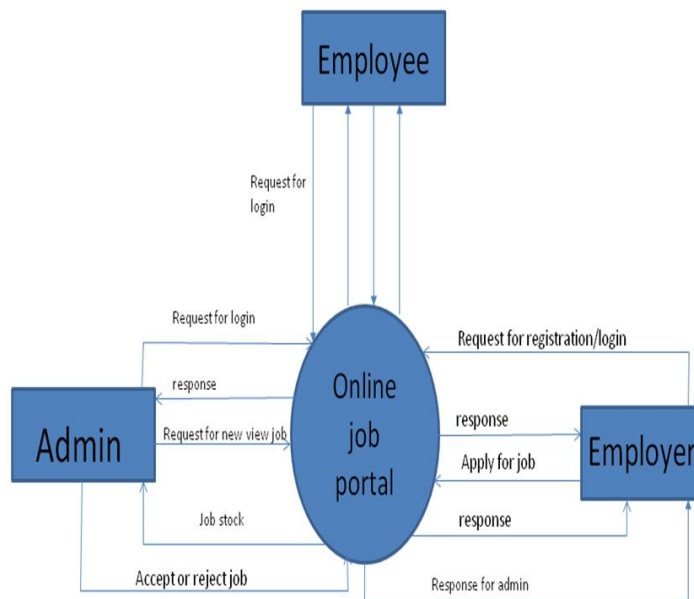 Employee
Request for
login
Request for login
Request for registration/login
response
Online
job
portal
response
Admin
Request for new view job
Employer
Apply for job
Job stock
response
Accept or reject job
Response for admin